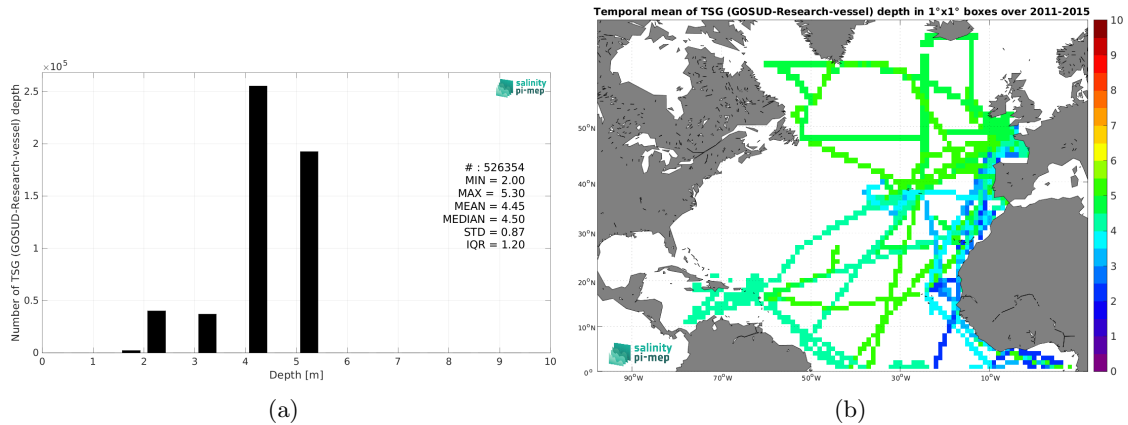 ×10⁵
2.5
2
1.5
1
0.5
0
0 1 2 3 4 5 6 7 8 9 10
Number of TSG (GOSUD-Research-vessel) depth
Depth [m]
salinity
pi-mep
# : 526354
MIN = 2.00
MAX = 5.30
MEAN = 4.45
MEDIAN = 4.50
STD = 0.87
IQR = 1.20
(a)
Temporal mean of TSG (GOSUD-Research-vessel) depth in 1°x1° boxes over 2011-2015
50°N
40°N
30°N
20°N
10°N
0°
90°W 70°W 50°W 30°W 10°W
salinity
pi-mep
10
9
8
7
6
5
4
3
2
1
0
(b)